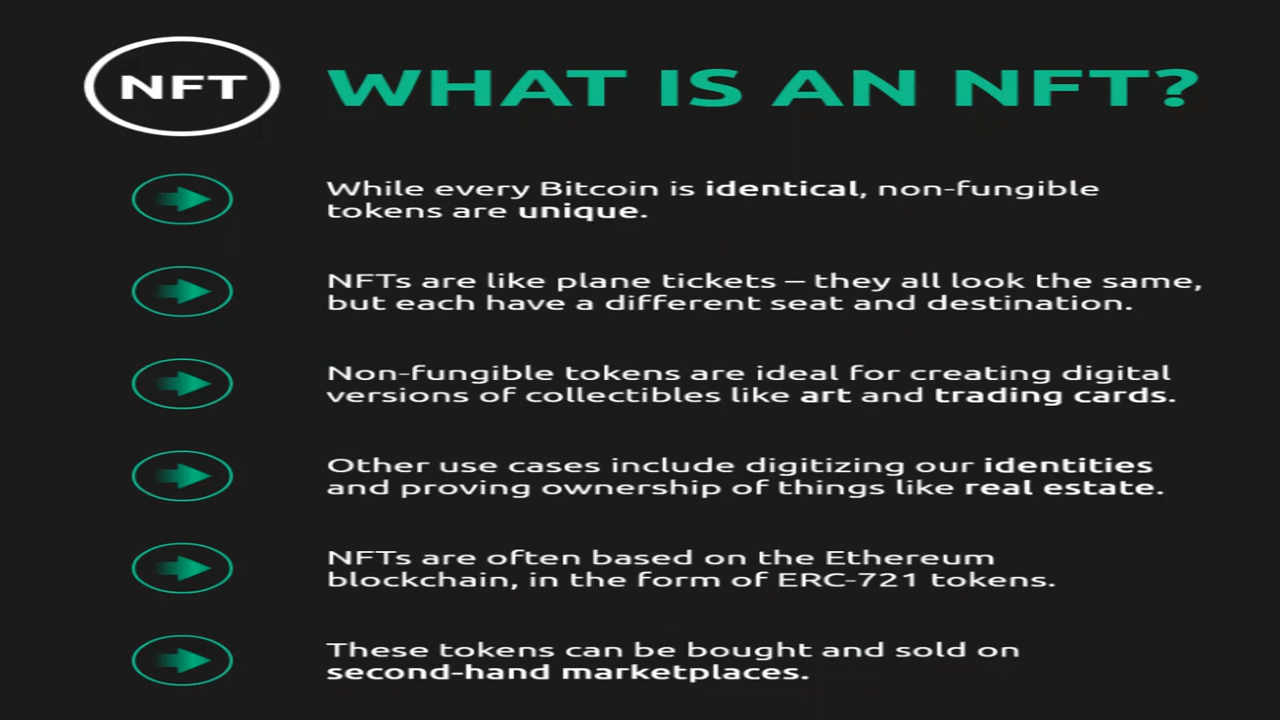 NFT
WHAT IS AN NFT?
While every Bitcoin is identical, non-fungible
tokens are unique.
NFTs are like plane tickets – they all look the same,
but each have a different seat and destination.
Non-fungible tokens are ideal for creating digital
versions of collectibles like art and trading cards.
Other use cases include digitizing our identities
and proving ownership of things like real estate.
NFTs are often based on the Ethereum
blockchain, in the form of ERC-721 tokens.
These tokens can be bought and sold on
second-hand marketplaces.